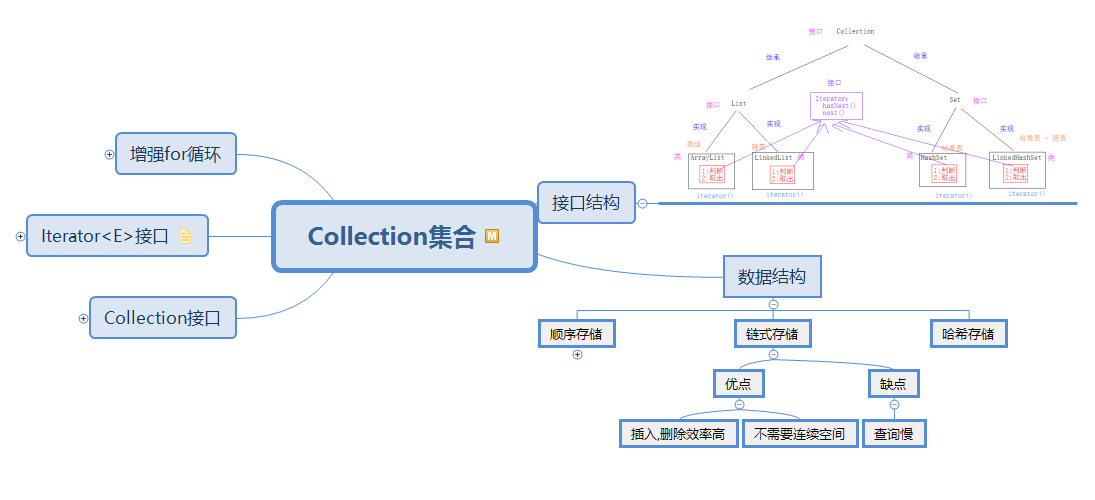 接口 Collection
继承
继承
接口
接口 List
Iterator:
hasNext()
next()
Set 接口
实现
实现
实现
实现
数组
链表
哈希表
哈希表 + 链表
类
ArrayList
1:判断
2:取出
iterator()
LinkedList
类
1:判断
2:取出
iterator()
类
HashSet
1:判断
2:取出
iterator()
LinkedHashSet
类
1:判断
2:取出
iterator()
增强for循环
Iterator<E>接口
Collection接口
Collection集合 M
接口结构
数据结构
顺序存储
链式存储
哈希存储
优点
缺点
插入,删除效率高
不需要连续空间
查询慢